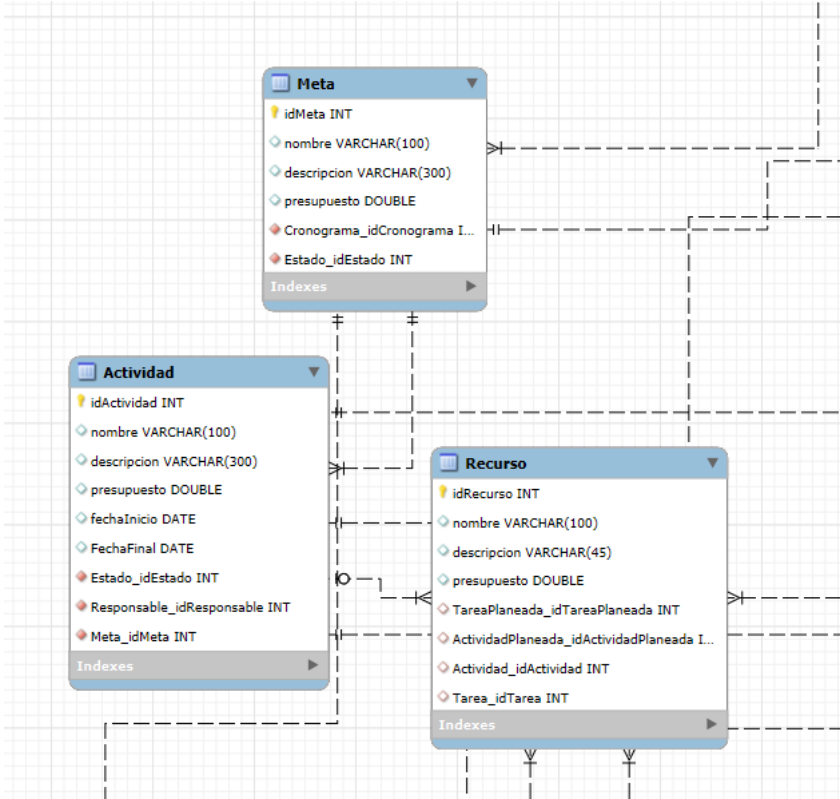 Meta
idMeta INT
nombre VARCHAR(100)
descripcion VARCHAR(300)
presupuesto DOUBLE
Cronograma_idCronograma I...
Estado_idEstado INT
Indexes
Actividad
idActividad INT
nombre VARCHAR(100)
descripcion VARCHAR(300)
presupuesto DOUBLE
fechaInicio DATE
FechaFinal DATE
Estado_idEstado INT
Responsable_idResponsable INT
Meta_idMeta INT
Indexes
Recurso
idRecurso INT
nombre VARCHAR(100)
descripcion VARCHAR(45)
presupuesto DOUBLE
TareaPlaneada_idTareaPlaneada INT
ActividadPlaneada_idActividadPlaneada I...
Actividad_idActividad INT
Tarea_idTarea INT
Indexes